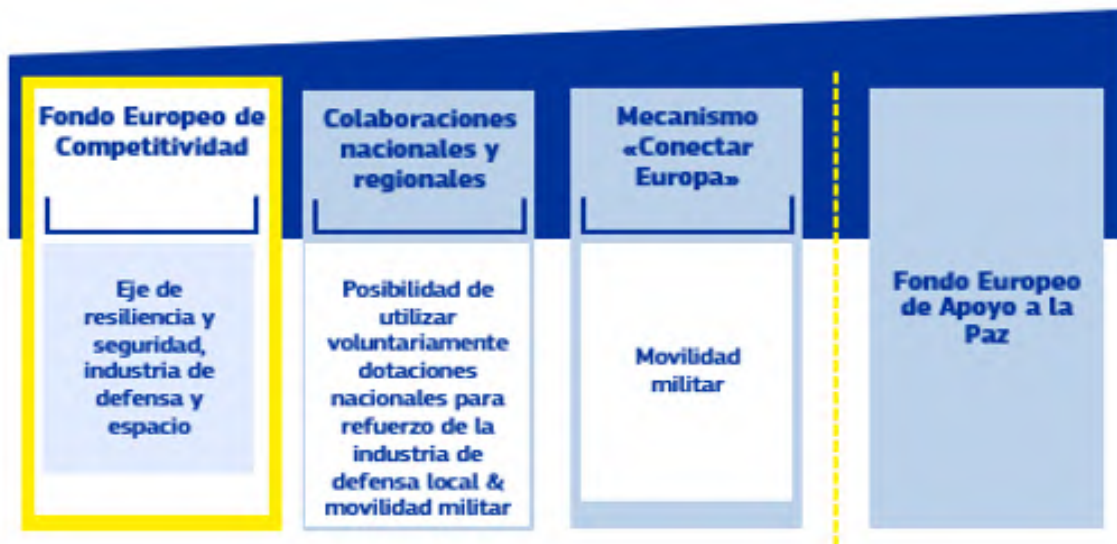 Fondo Europeo de
Competitividad
Eje de
resiliencia y
seguridad,
industria de
defensa y
espacio
Colaboraciones
nacionales y
regionales
Posibilidad de
utilizar
voluntariamente
dotaciones
nacionales para
refuerzo de la
industria de
defensa local &
movilidad militar
Mecanismo
«Conectar
Europa»
Movilidad
militar
Fondo Europeo
de Apoyo a la
Paz